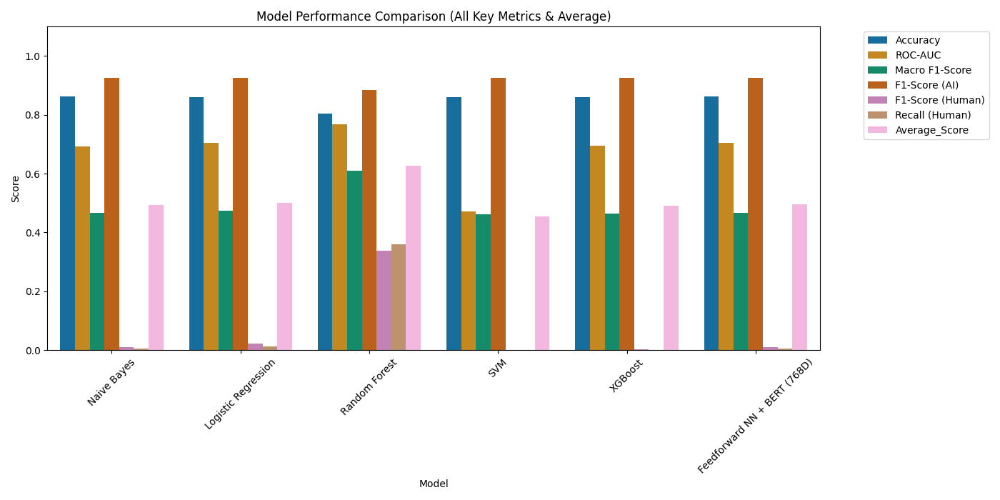 Model Performance Comparison (All Key Metrics & Average)
Score
1.0
0.8
0.6
0.4
0.2
0.0
Naive Bayes
Logistic Regression
Random Forest
SVM
XGBoost
Feedforward NN + BERT (768D)
Model
Accuracy
ROC-AUC
Macro F1-Score
F1-Score (AI)
F1-Score (Human)
Recall (Human)
Average_Score